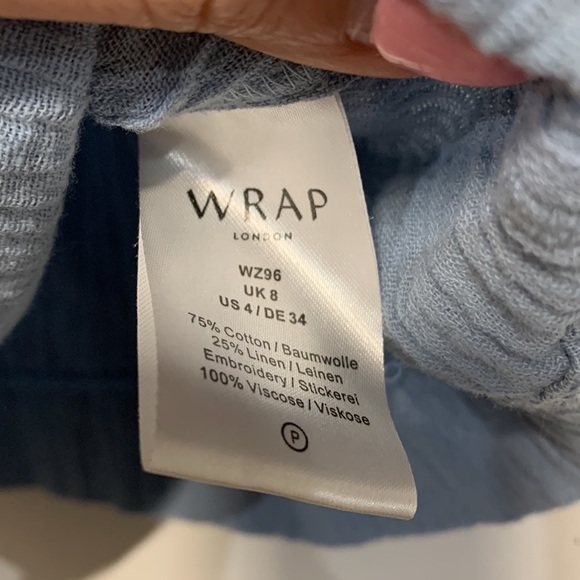 WRAP
LONDON
WZ96
UK 8
US 4 / DE 34
75% Cotton / Baumwolle
25% Linen / Leinen
Embroidery / Stickerei
100% Viscose / Viskose
P